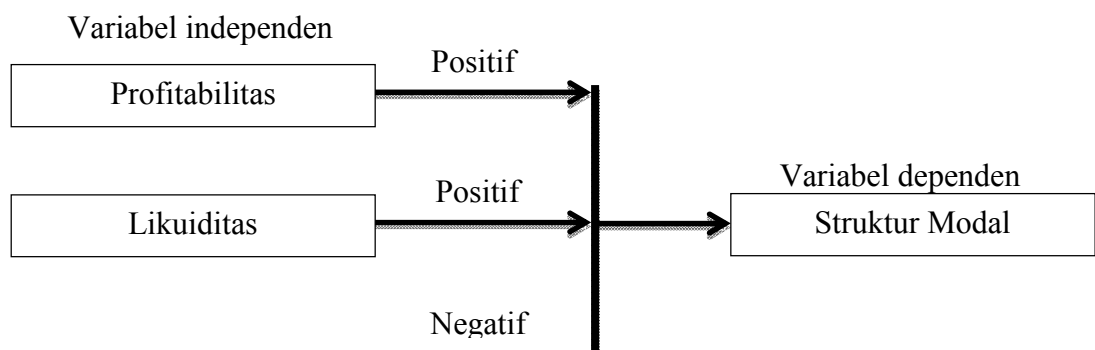 Variabel independen
Positif
Profitabilitas
Positif
Variabel dependen
Likuiditas
Struktur Modal
Negatif